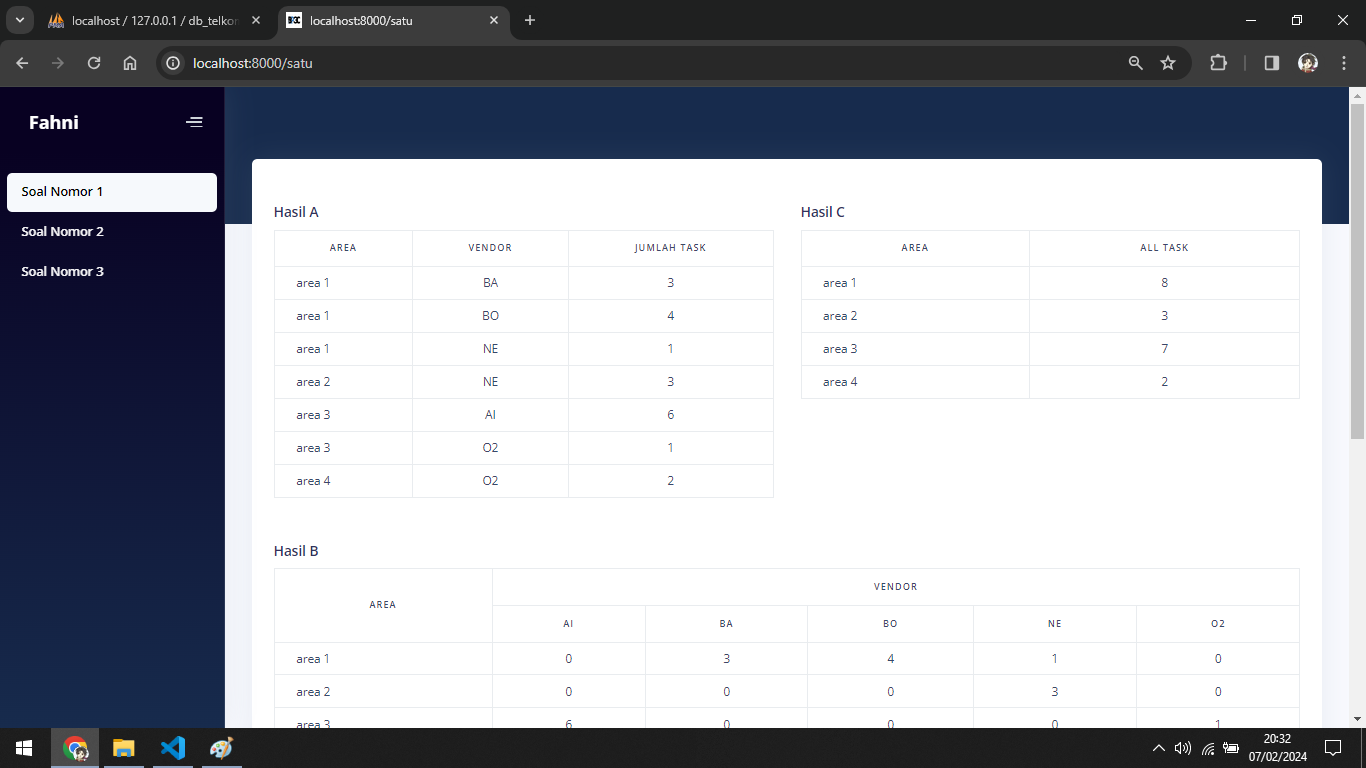 localhost / 127.0.0.1 / db_telkon
localhost:8000/satu
localhost:8000/satu
Fahni
Soal Nomor 1
Soal Nomor 2
Soal Nomor 3
Hasil A
AREA VENDOR JUMLAH TASK
area 1 BA 3
area 1 BO 4
area 1 NE 1
area 2 NE 3
area 3 AI 6
area 3 O2 1
area 4 O2 2
Hasil C
AREA ALL TASK
area 1 8
area 2 3
area 3 7
area 4 2
Hasil B
AREA VENDOR
AI BA BO NE O2
area 1 0 3 4 1 0
area 2 0 0 0 3 0
area 3 6 0 0 0 1
20:32
07/02/2024